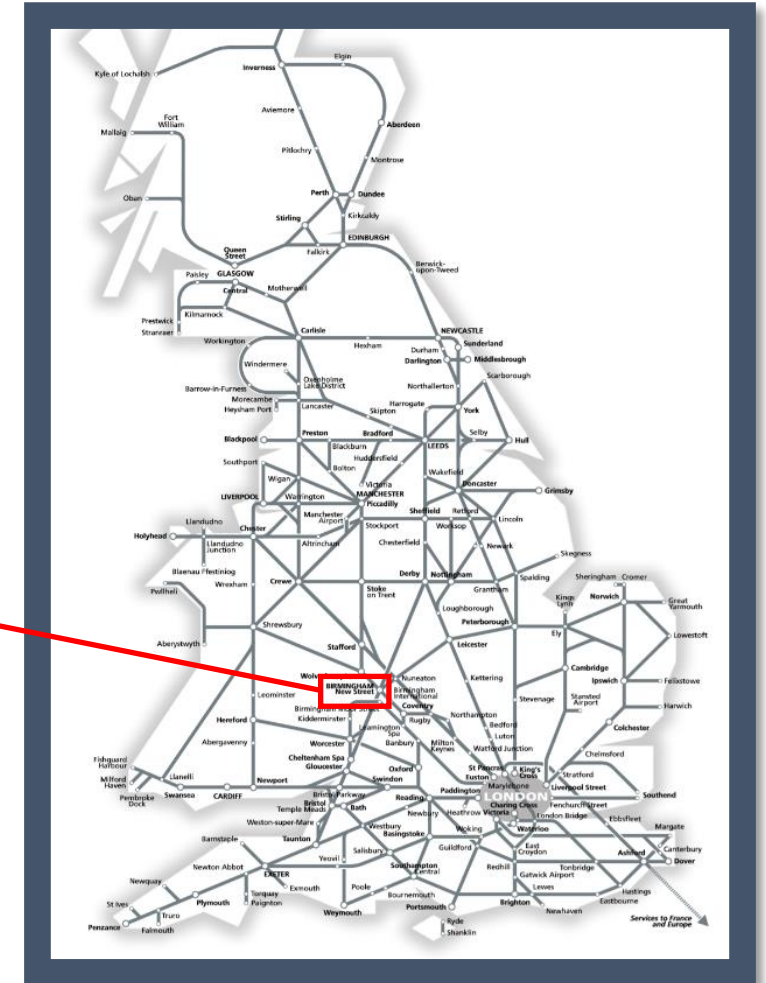 Elgin
Inverness
Kyle of Lochalsh
Aviemore
Fort
William
Aberdeen
Mallaig
Pitlochry
Montrose
Perth
Dundee
Oban
Stirling
Kirkcaldy
EDINBURGH
Queen
Street
Falkirk
Berwick-
upon-Tweed
Paisley
GLASGOW
Central
Motherwell
Prestwick
Kilmarnock
Stranraer
Carlisle
NEWCASTLE
Workington
Hexham
Sunderland
Durham
Darlington
Middlesbrough
Windermere
Scarborough
Oxenholme
Lake District
Barrow-in-Furness
Northallerton
Morecambe
Heysham Port
Lancaster
Harrogate
York
Skipton
Blackpool
Preston
Bradford
Selby
Blackburn
LEEDS
Hull
Huddersfield
Southport
Bolton
Wakefield
Wigan
Victoria
Doncaster
MANCHESTER
Piccadilly
LIVERPOOL
Warrington
Grimsby
Manchester
Airport
Sheffield
Retford
Llandudno
Chester
Stockport
Worksop
Lincoln
Holyhead
Llandudno
Junction
Altrincham
Chesterfield
Newark
Skegness
Blaenau Ffestiniog
Wrexham
Crewe
Derby
Nottingham
Spalding
Sheringham
Cromer
Pwllheli
Stoke
on Trent
Grantham
Kings
Lynn
Norwich
Great
Yarmouth
Loughborough
Peterborough
Shrewsbury
Ely
Lowestoft
Aberystwyth
Stafford
Leicester
Cambridge
Nuneaton
Kettering
Ipswich
Felixstowe
BIRMINGHAM
New Street
Birmingham
International
Leominster
Coventry
Stevenage
Stansted
Airport
Harwich
Kidderminster
Rugby
Northampton
Hereford
Leamington
Spa
Bedford
Colchester
Luton
Abergavenny
Worcester
Banbury
Milton
Keynes
Watford Junction
Chelmsford
Cheltenham Spa
Gloucester
Oxford
St Pancras
King's
Cross
Fishguard
Harbour
Euston
Stratford
Milford
Haven
Llanelli
Newport
Swindon
Paddington
Marylebone
Liverpool Street
Pembroke
Dock
Swansea
CARDIFF
Bristol Parkway
Reading
LONDON
Southend
Bristol
Temple Meads
Bath
Heathrow
Victoria
Charing Cross
Fenchurch Street
Newbury
London Bridge
Ebbsfleet
Weston-super-Mare
Westbury
Woking
Waterloo
Margate
Barnstaple
Taunton
Basingstoke
East
Croydon
Canterbury
Salisbury
Guildford
Ashford
Dover
Yeovil
Redhill
Tonbridge
Newton Abbot
Southampton
Central
Gatwick Airport
EXETER
Newquay
Exmouth
Poole
Lewes
Hastings
Torquay
Paignton
Bournemouth
Eastbourne
St Ives
Plymouth
Portsmouth
Brighton
Newhaven
Truro
Weymouth
Penzance
Falmouth
Ryde
Shanklin
Services to France
and Europe